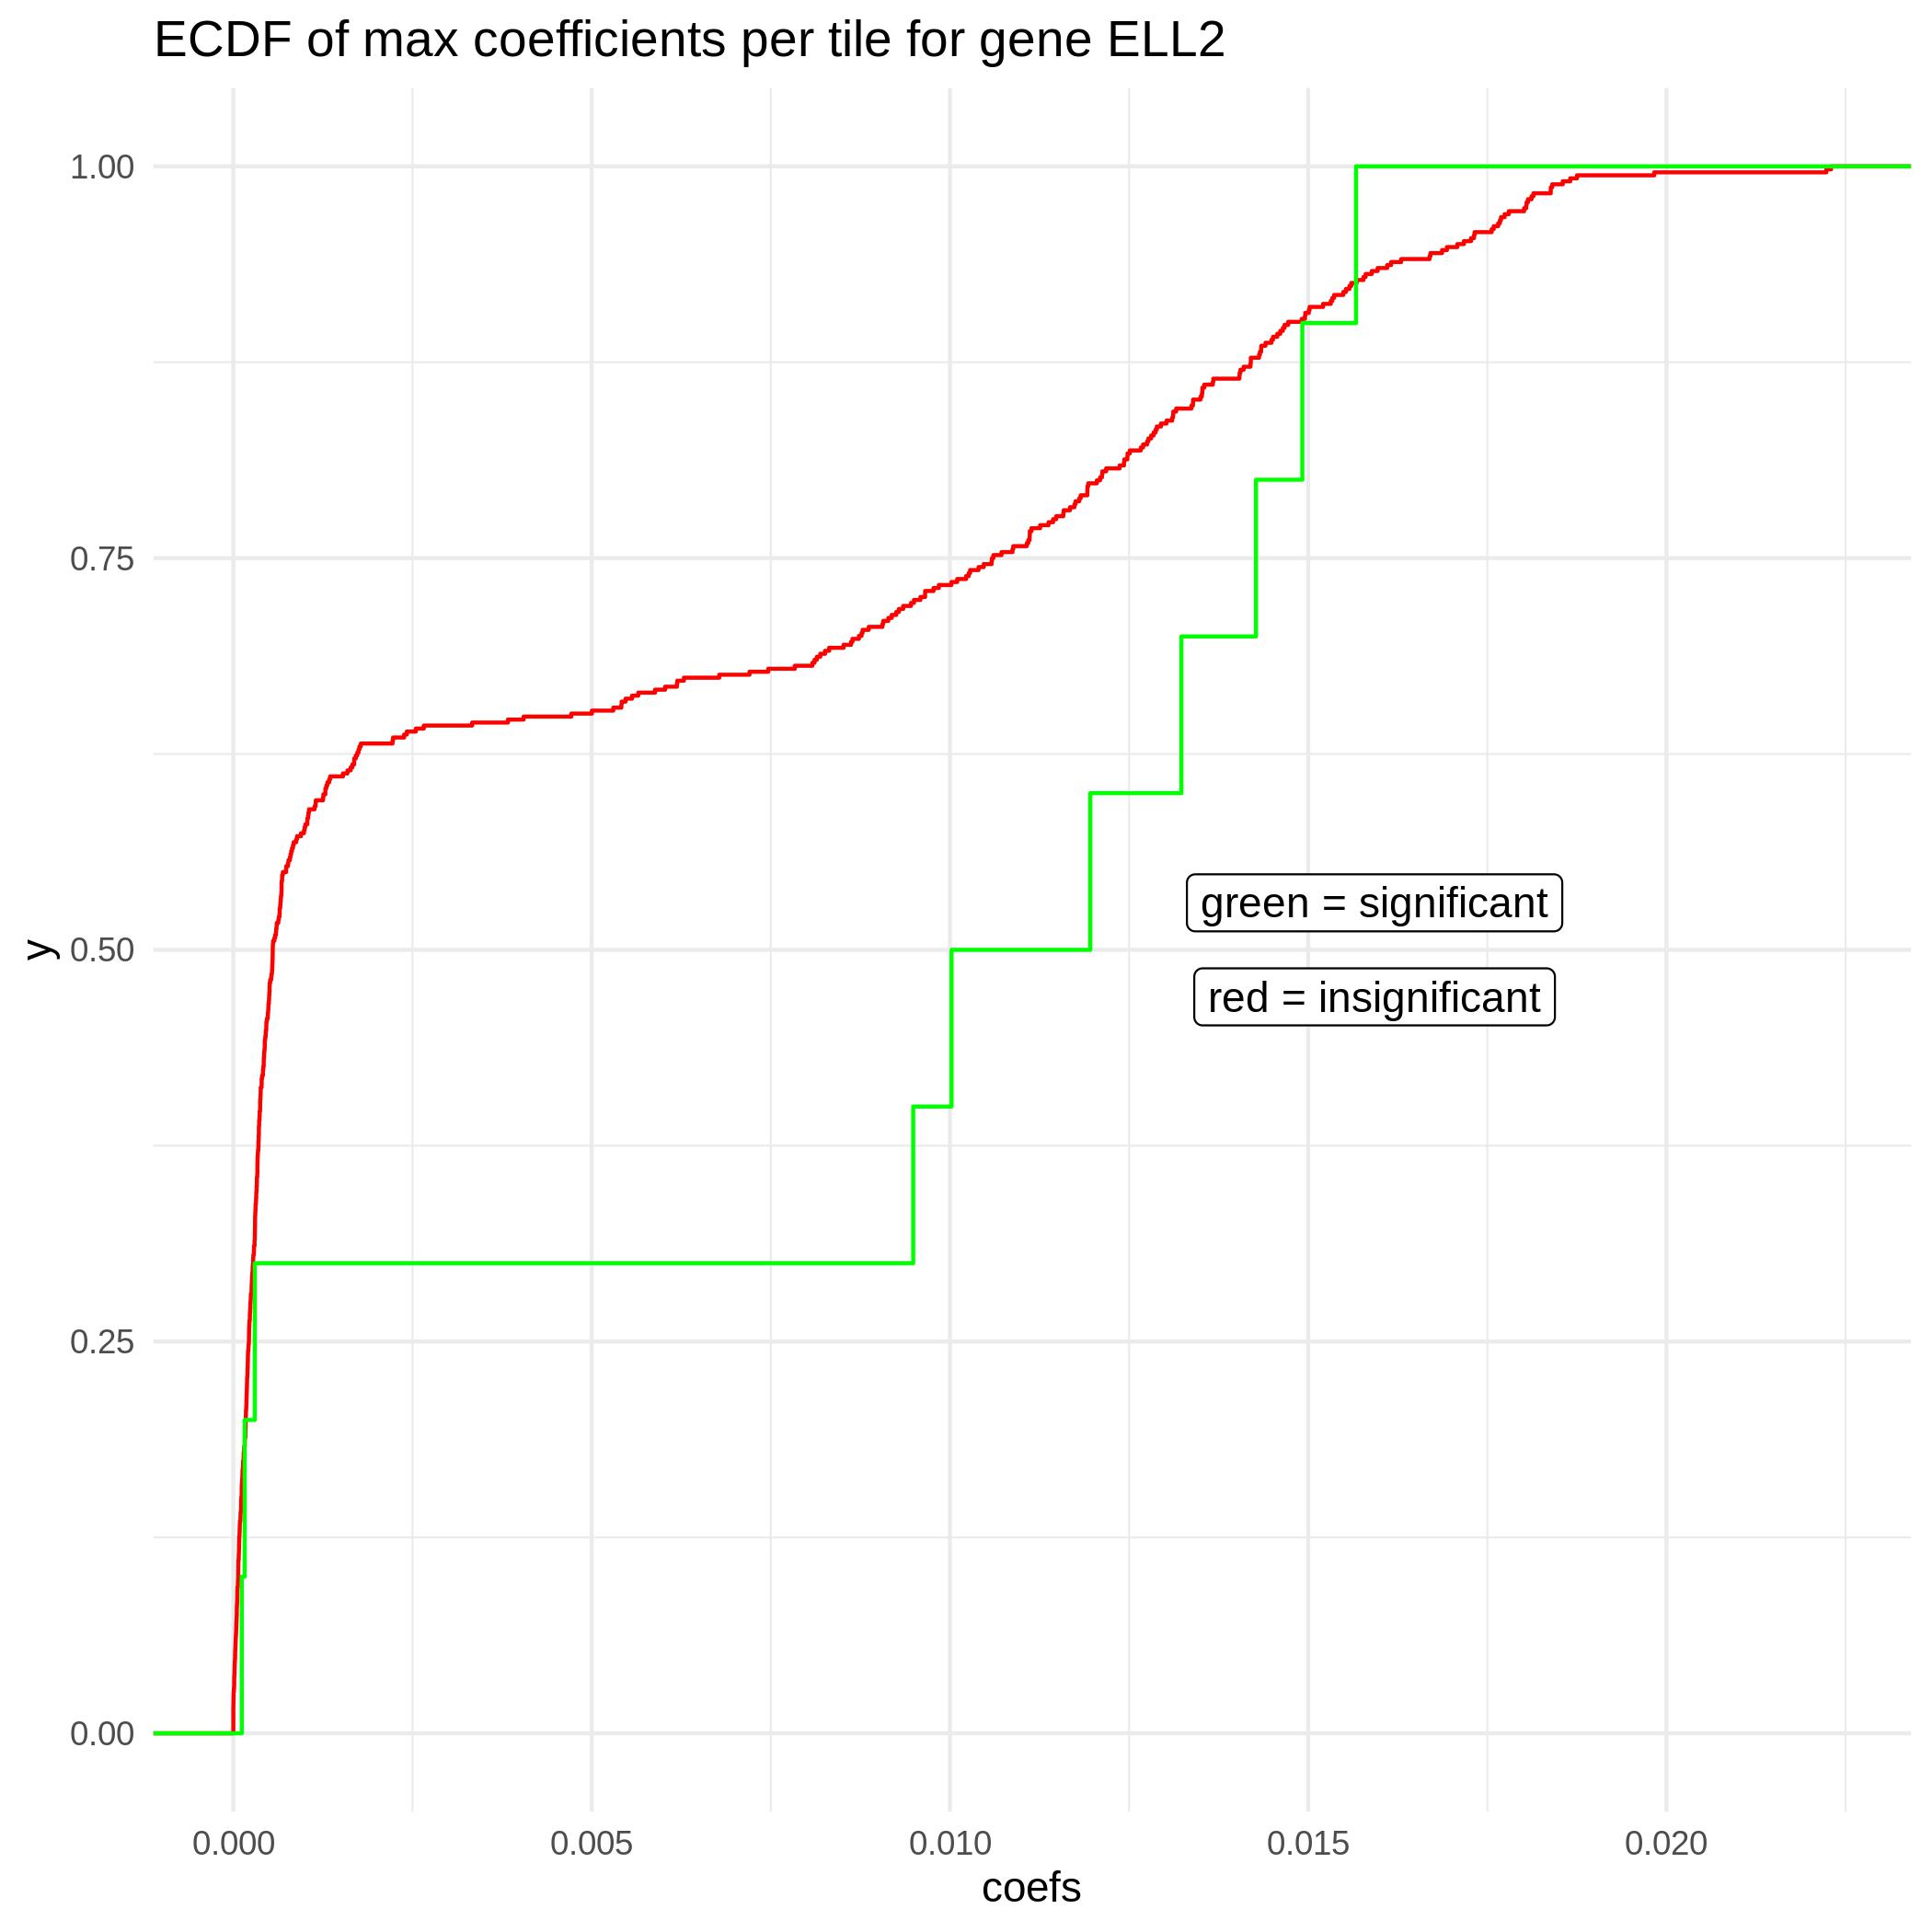 ECDF of max coefficients per tile for gene ELL2
1.00
0.75
0.50
0.25
0.00
y
green = significant
red = insignificant
0.000 0.005 0.010 0.015 0.020
coefs